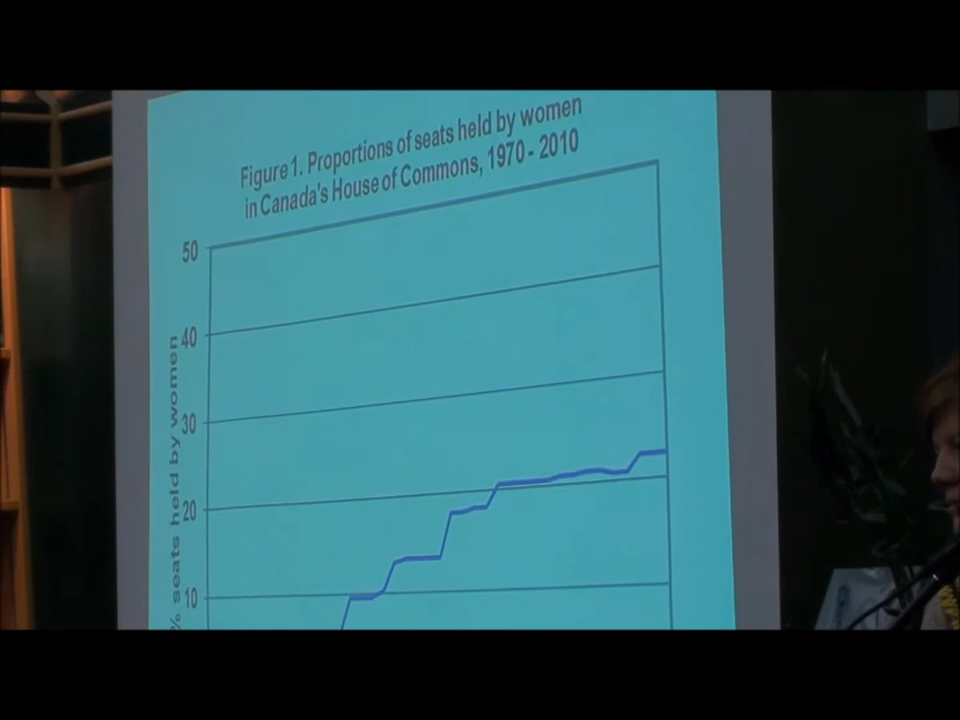 Figure 1. Proportions of seats held by women
in Canada's House of Commons, 1970 - 2010
50
40
30
20
10
% seats held by women